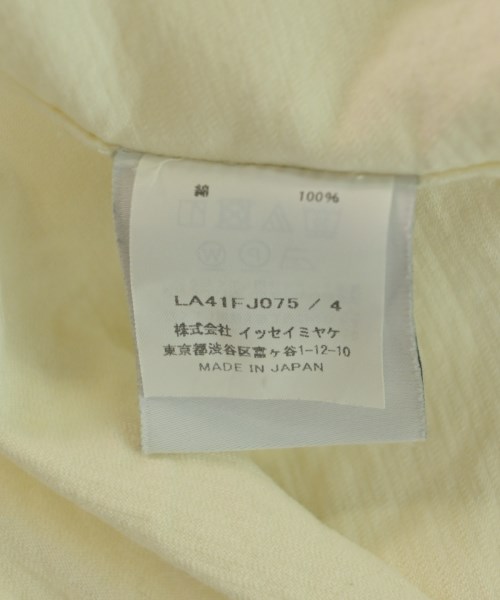 綿 100%
LA41FJ075 / 4
株式会社 イッセイミヤケ
東京都渋谷区富ヶ谷1-12-10
MADE IN JAPAN